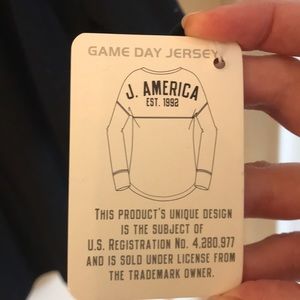 GAME DAY JERSEY
J. AMERICA
EST. 1992
THIS PRODUCT'S UNIQUE DESIGN
IS THE SUBJECT OF
U.S. REGISTRATION NO. 4,280,977
AND IS SOLD UNDER LICENSE FROM
THE TRADEMARK OWNER.